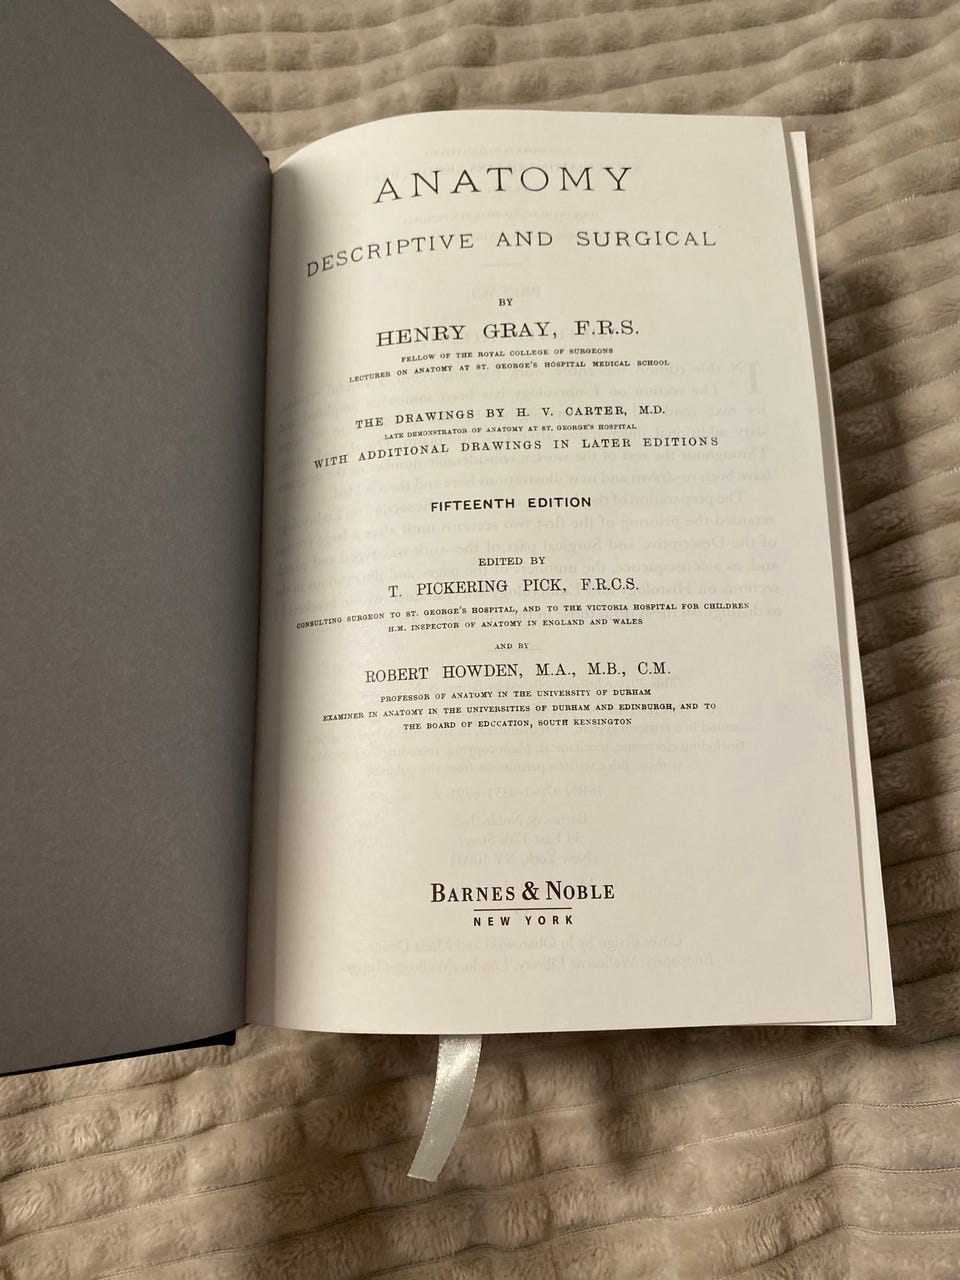 ANATOMY
DESCRIPTIVE AND SURGICAL
BY
HENRY GRAY, F.R.S.
FELLOW OF THE ROYAL COLLEGE OF SURGEONS
LECTURER ON ANATOMY AT ST. GEORGE'S HOSPITAL MEDICAL SCHOOL
THE DRAWINGS BY H. V. CARTER, M.D.
LATE DEMONSTRATOR OF ANATOMY AT ST. GEORGE'S HOSPITAL
WITH ADDITIONAL DRAWINGS IN LATER EDITIONS
FIFTEENTH EDITION
EDITED BY
T. PICKERING PICK, F.R.C.S.
CONSULTING SURGEON TO ST. GEORGE'S HOSPITAL, AND TO THE VICTORIA HOSPITAL FOR CHILDREN
H.M. INSPECTOR OF ANATOMY IN ENGLAND AND WALES
AND BY
ROBERT HOWDEN, M.A., M.B., C.M.
PROFESSOR OF ANATOMY IN THE UNIVERSITY OF DURHAM
EXAMINER IN ANATOMY IN THE UNIVERSITIES OF DURHAM AND EDINBURGH, AND TO
THE BOARD OF EDUCATION, SOUTH KENSINGTON
BARNES & NOBLE
NEW YORK